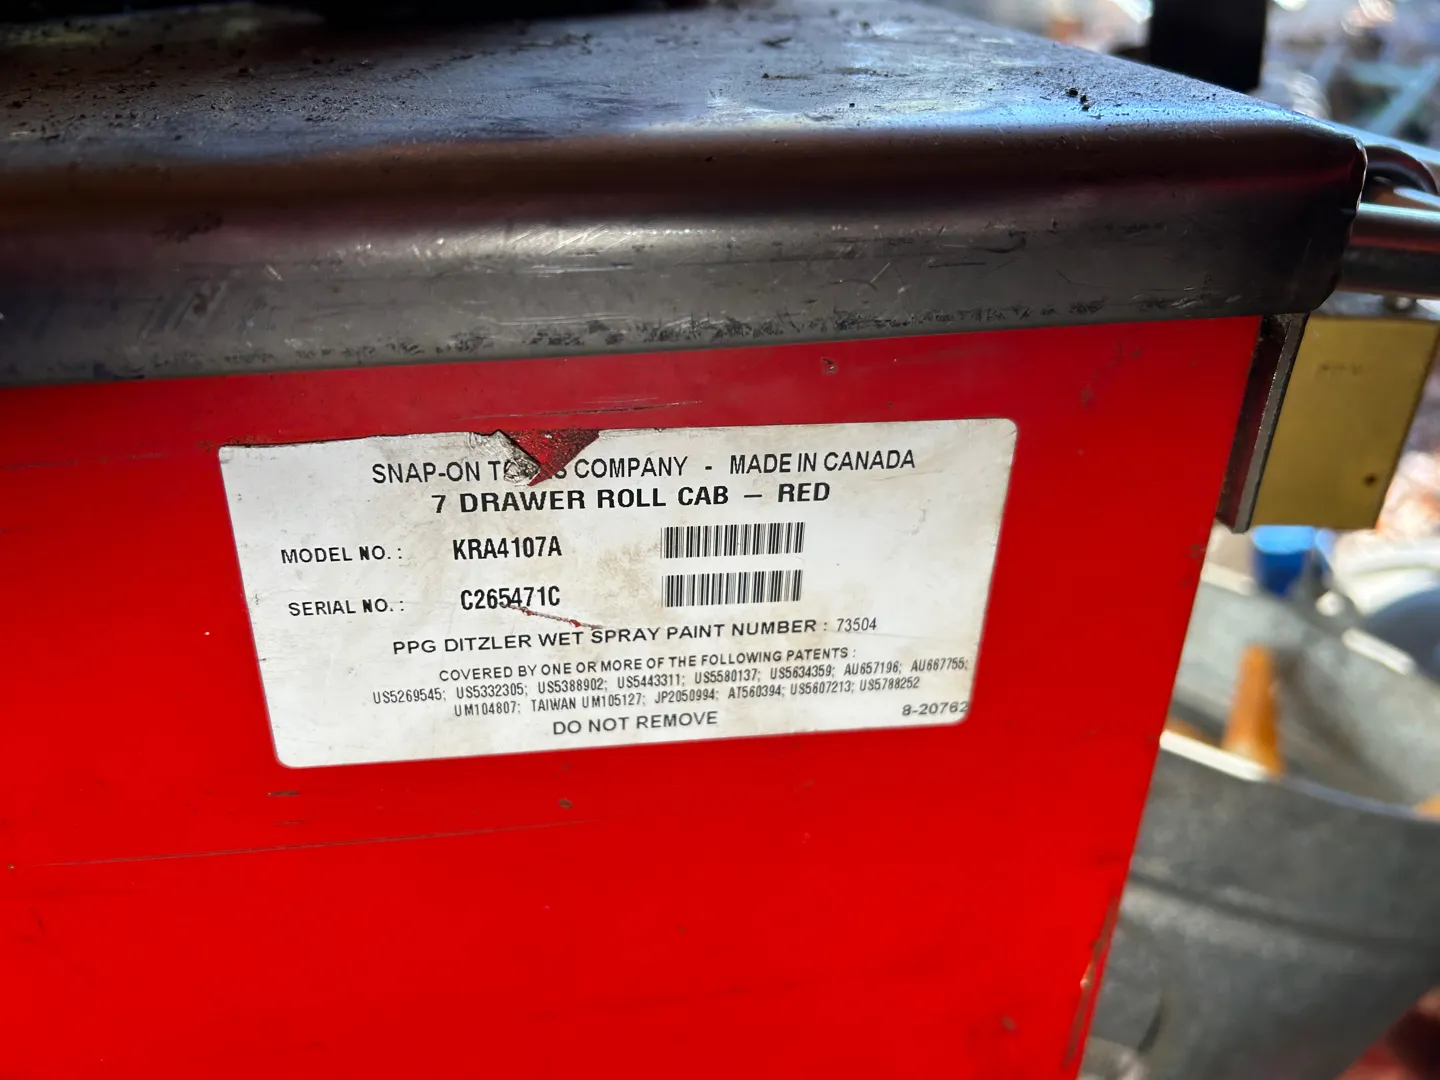 SNAP-ON COMPANY - MADE IN CANADA
7 DRAWER ROLL CAB – RED
MODEL NO.: KRA4107A
SERIAL NO.: C265471C
PPG DITZLER WET SPRAY PAINT NUMBER : 73504
COVERED BY ONE OR MORE OF THE FOLLOWING PATENTS :
US5269545; US5332305; US5388902; US5443311; US5580137; US5634359; AU657196; AU667755;
UM104807; TAIWAN UM105127; JP2050994; AT560394; US5607213; US5788252
DO NOT REMOVE
8-20762